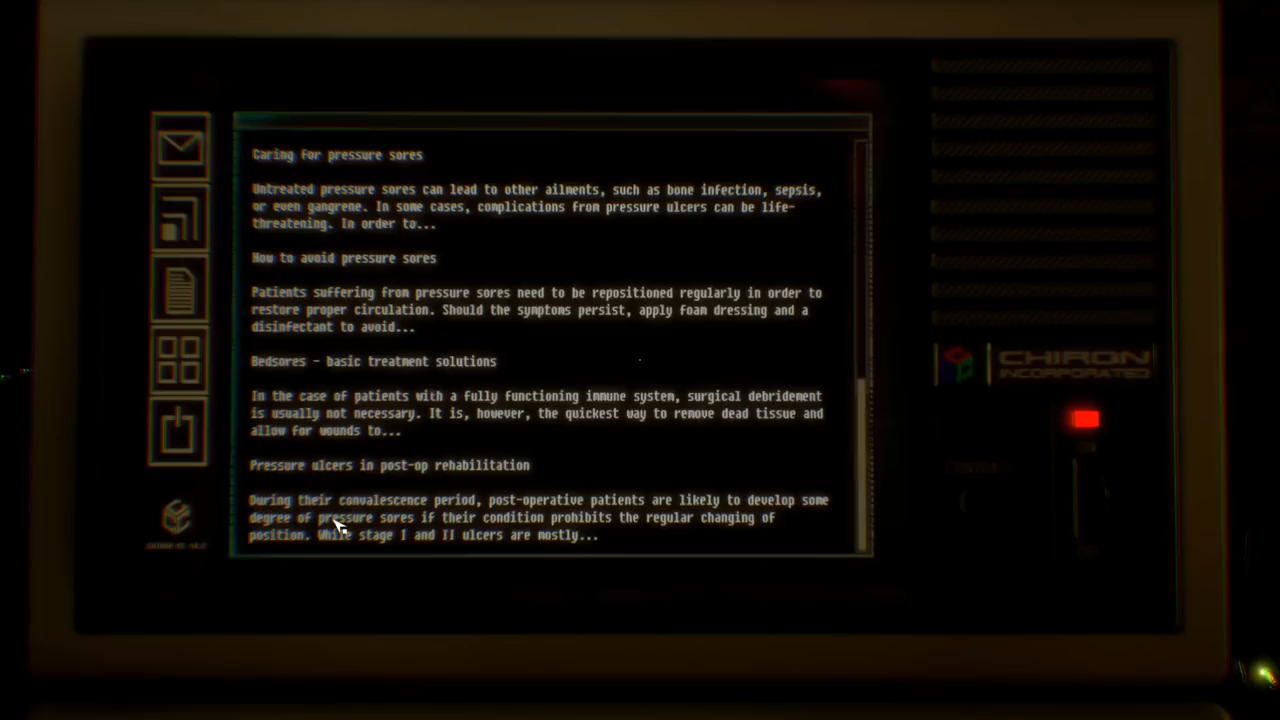 Caring for pressure sores
Untreated pressure sores can lead to other ailments, such as bone infection, sepsis,
or even gangrene. In some cases, complications from pressure ulcers can be life-
threatening. In order to...
How to avoid pressure sores
Patients suffering from pressure sores need to be repositioned regularly in order to
restore proper circulation. Should the symptoms persist, apply foam dressing and a
disinfectant to avoid...
Bedsores - basic treatment solutions
In the case of patients with a fully functioning immune system, surgical debridement
is usually not necessary. It is, however, the quickest way to remove dead tissue and
allow for wounds to...
Pressure ulcers in post-op rehabilitation
During their convalescence period, post-operative patients are likely to develop some
degree of pressure sores if their condition prohibits the regular changing of
position. While stage I and II ulcers are mostly...
CHIRON
INCORPORATED